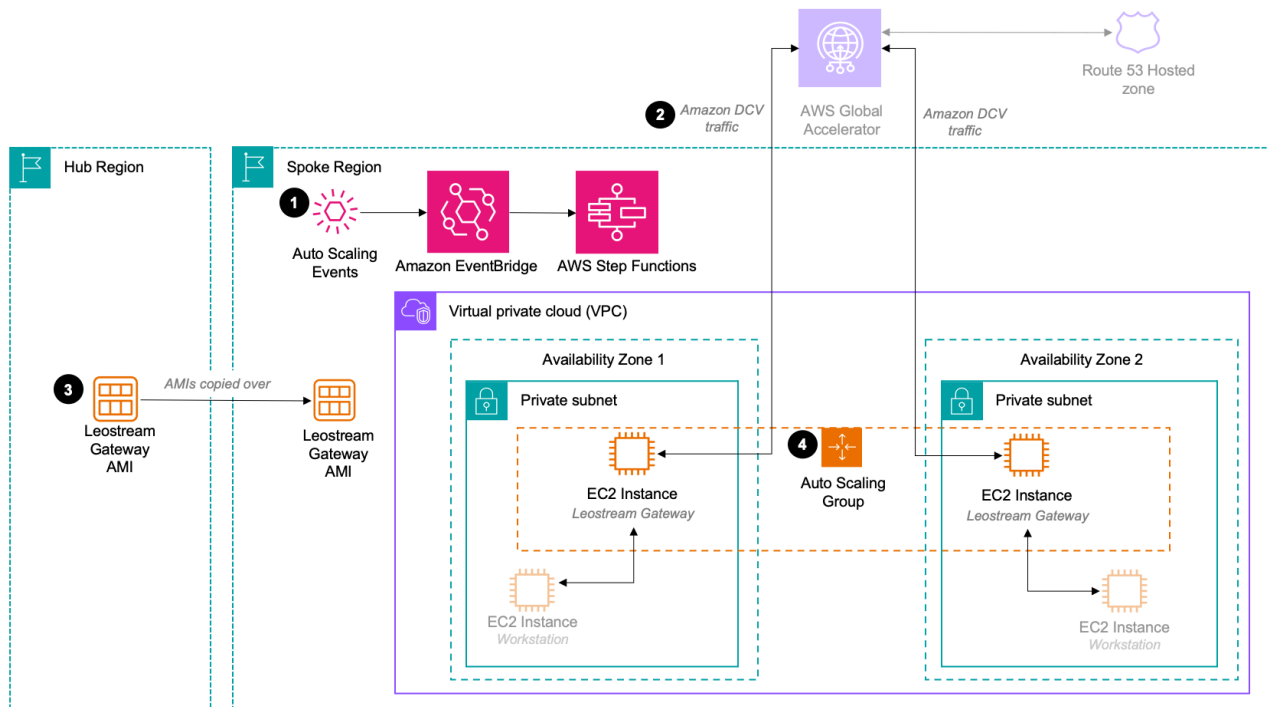 Route 53 Hosted
zone
2
Amazon DCV
traffic
AWS Global
Accelerator
Amazon DCV
traffic
Hub Region
Spoke Region
1
Auto Scaling
Events
Amazon EventBridge
AWS Step Functions
Virtual private cloud (VPC)
Availability Zone 1
Availability Zone 2
3
AMIs copied over
Leostream
Gateway
AMI
Leostream
Gateway
AMI
Private subnet
Private subnet
4
Auto Scaling
Group
EC2 Instance
Leostream Gateway
EC2 Instance
Leostream Gateway
EC2 Instance
Workstation
EC2 Instance
Workstation